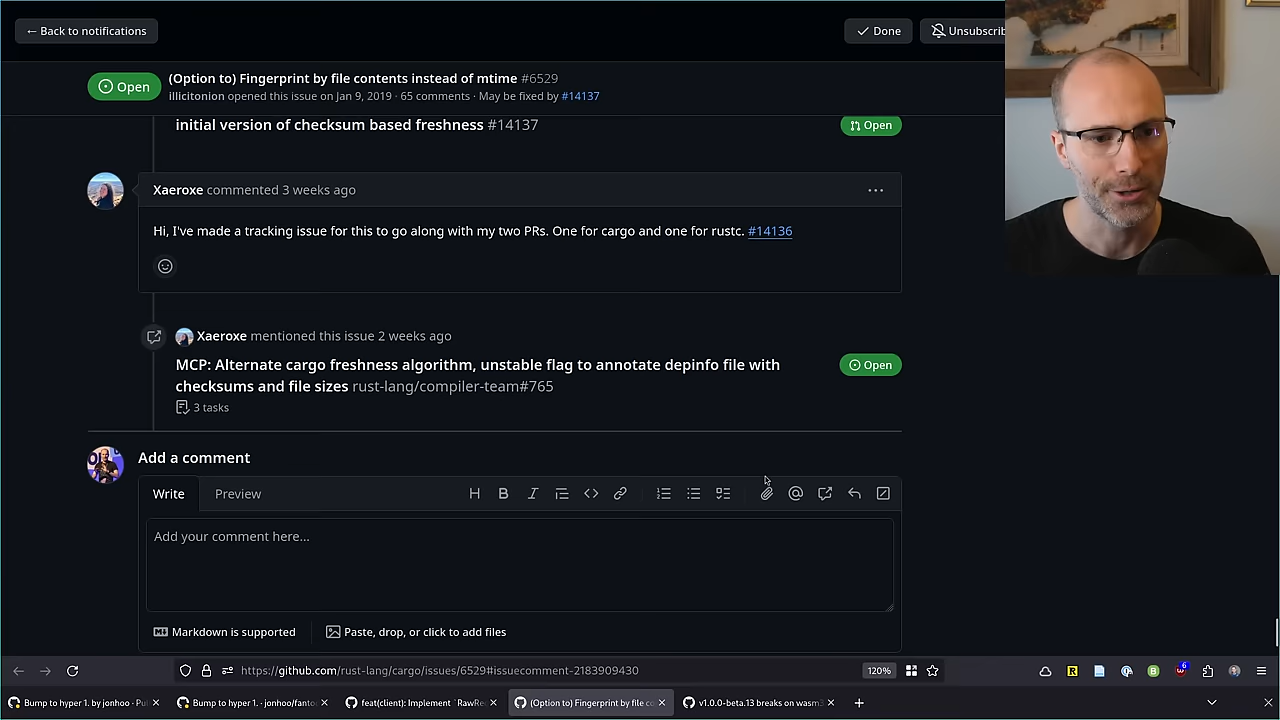 ← Back to notifications
Done
Unsubscrib
Open
(Option to) Fingerprint by file contents instead of mtime #6529
illicitonion opened this issue on Jan 9, 2019 · 65 comments · May be fixed by #14137
initial version of checksum based freshness #14137
Open
Xaeroxe commented 3 weeks ago
Hi, I've made a tracking issue for this to go along with my two PRs. One for cargo and one for rustc. #14136
Xaeroxe mentioned this issue 2 weeks ago
MCP: Alternate cargo freshness algorithm, unstable flag to annotate depinfo file with
checksums and file sizes rust-lang/compiler-team#765
Open
3 tasks
Add a comment
Write
Preview
Add your comment here...
Markdown is supported
Paste, drop, or click to add files
https://github.com/rust-lang/cargo/issues/6529#issuecomment-2183909430
120%
6
Bump to hyper 1. by jonhoo · Pu
Bump to hyper 1. · jonhoo/fanto
feat(client): Implement `RawRe
(Option to) Fingerprint by file co
v1.0.0-beta.13 breaks on wasm3